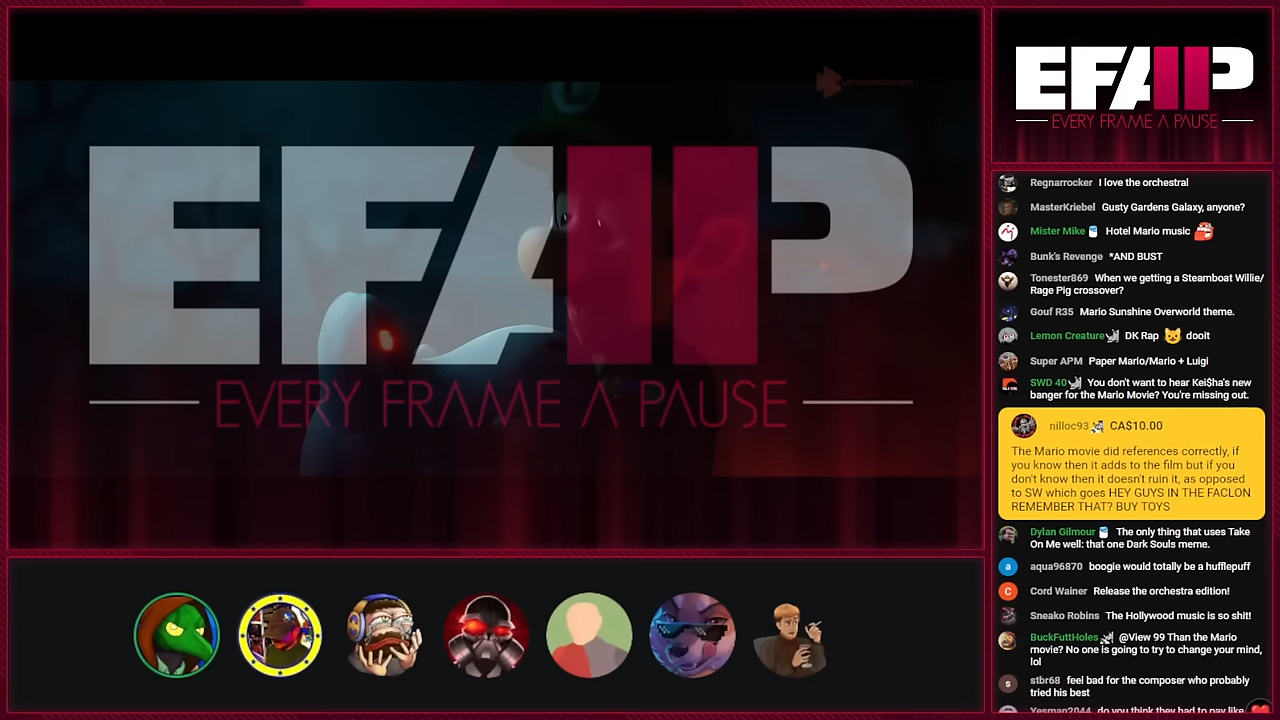 EFAP
EVERY FRAME A PAUSE
EFAP
EVERY FRAME A PAUSE
Regnarrocker I love the orchestral
MasterKriebel Gusty Gardens Galaxy, anyone?
Mister Mike Hotel Mario music
Bunk's Revenge *AND BUST
Tonester869 When we getting a Steamboat Willie/
Rage Pig crossover?
Gouf R35 Mario Sunshine Overworld theme.
Lemon Creature DK Rap dooit
Super APM Paper Mario/Mario + Luigi
SWD 40 You don't want to hear Kei$ha's new
banger for the Mario Movie? You're missing out.
nilloc93 CA$10.00
The Mario movie did references correctly, if
you know then it adds to the film but if you
don't know then it doesn't ruin it, as opposed
to SW which goes HEY GUYS IN THE FACLON
REMEMBER THAT? BUY TOYS
Dylan Gilmour The only thing that uses Take
On Me well: that one Dark Souls meme.
a
aqua96870 boogie would totally be a hufflepuff
C
Cord Wainer Release the orchestra edition!
Sneako Robins The Hollywood music is so shit!
BuckFuttHoles @View 99 Than the Mario
movie? No one is going to try to change your mind,
lol
s
stbr68 feel bad for the composer who probably
tried his best
Yesman2044 do you think they had to pay like